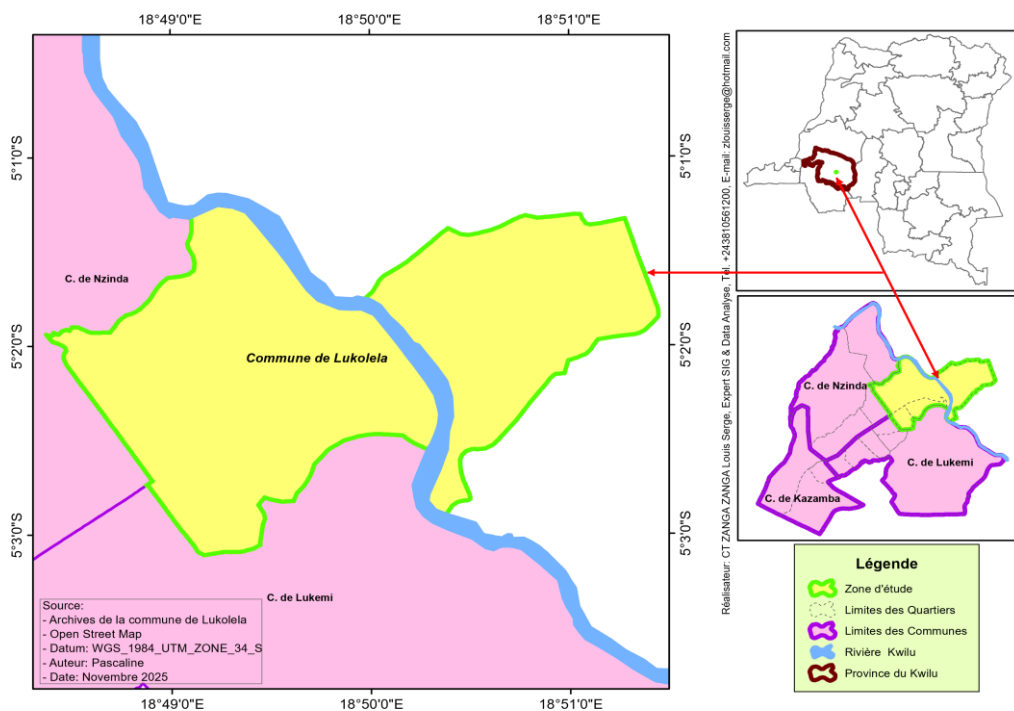 18°49'0"E
18°50'0"E
18°51'0"E
5°1'0"S
5°2'0"S
5°3'0"S
5°1'0"S
5°2'0"S
5°3'0"S
C. de Nzinda
Commune de Lukolela
C. de Lukemi
Source:
- Archives de la commune de Lukolela
- Open Street Map
- Datum: WGS_1984_UTM_ZONE_34_S
- Auteur: Pascaline
- Date: Novembre 2025
18°49'0"E
18°50'0"E
18°51'0"E
Réalisateur: CT ZANGA ZANGA Louis Serge, Expert SIG & Data Analyse, Tel. +243810561200, E-mail: zlouisserge@hotmail.com
C. de Nzinda
C. de Lukemi
C. de Kazamba
Légende
Zone d'étude
Limites des Quartiers
Limites des Communes
Rivière Kwilu
Province du Kwilu